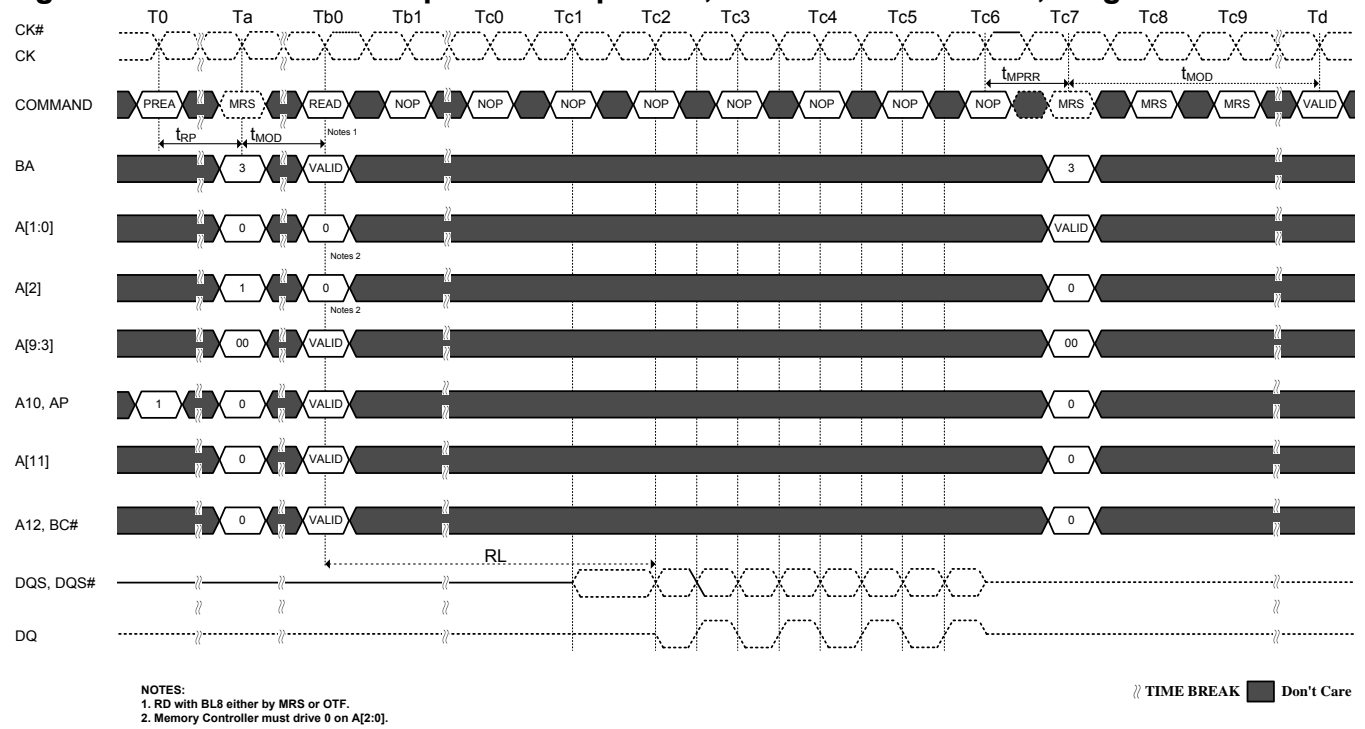 T0 Ta Tb0 Tb1 Tc0 Tc1 Tc2 Tc3 Tc4 Tc5 Tc6 Tc7 Tc8 Tc9 Td
CK#
CK
tMPRR tMOD
COMMAND PREA MRS READ NOP NOP NOP NOP NOP NOP NOP NOP MRS MRS MRS VALID
tRP tMOD Notes 1
BA 3 VALID 3
A[1:0] 0 0 VALID
Notes 2
A[2] 1 0 0
Notes 2
A[9:3] 00 VALID 00
A10, AP 1 0 VALID 0
A[11] 0 VALID 0
A12, BC# 0 VALID 0
RL
DQS, DQS#
DQ
NOTES:
1. RD with BL8 either by MRS or OTF.
2. Memory Controller must drive 0 on A[2:0].
TIME BREAK Don't Care